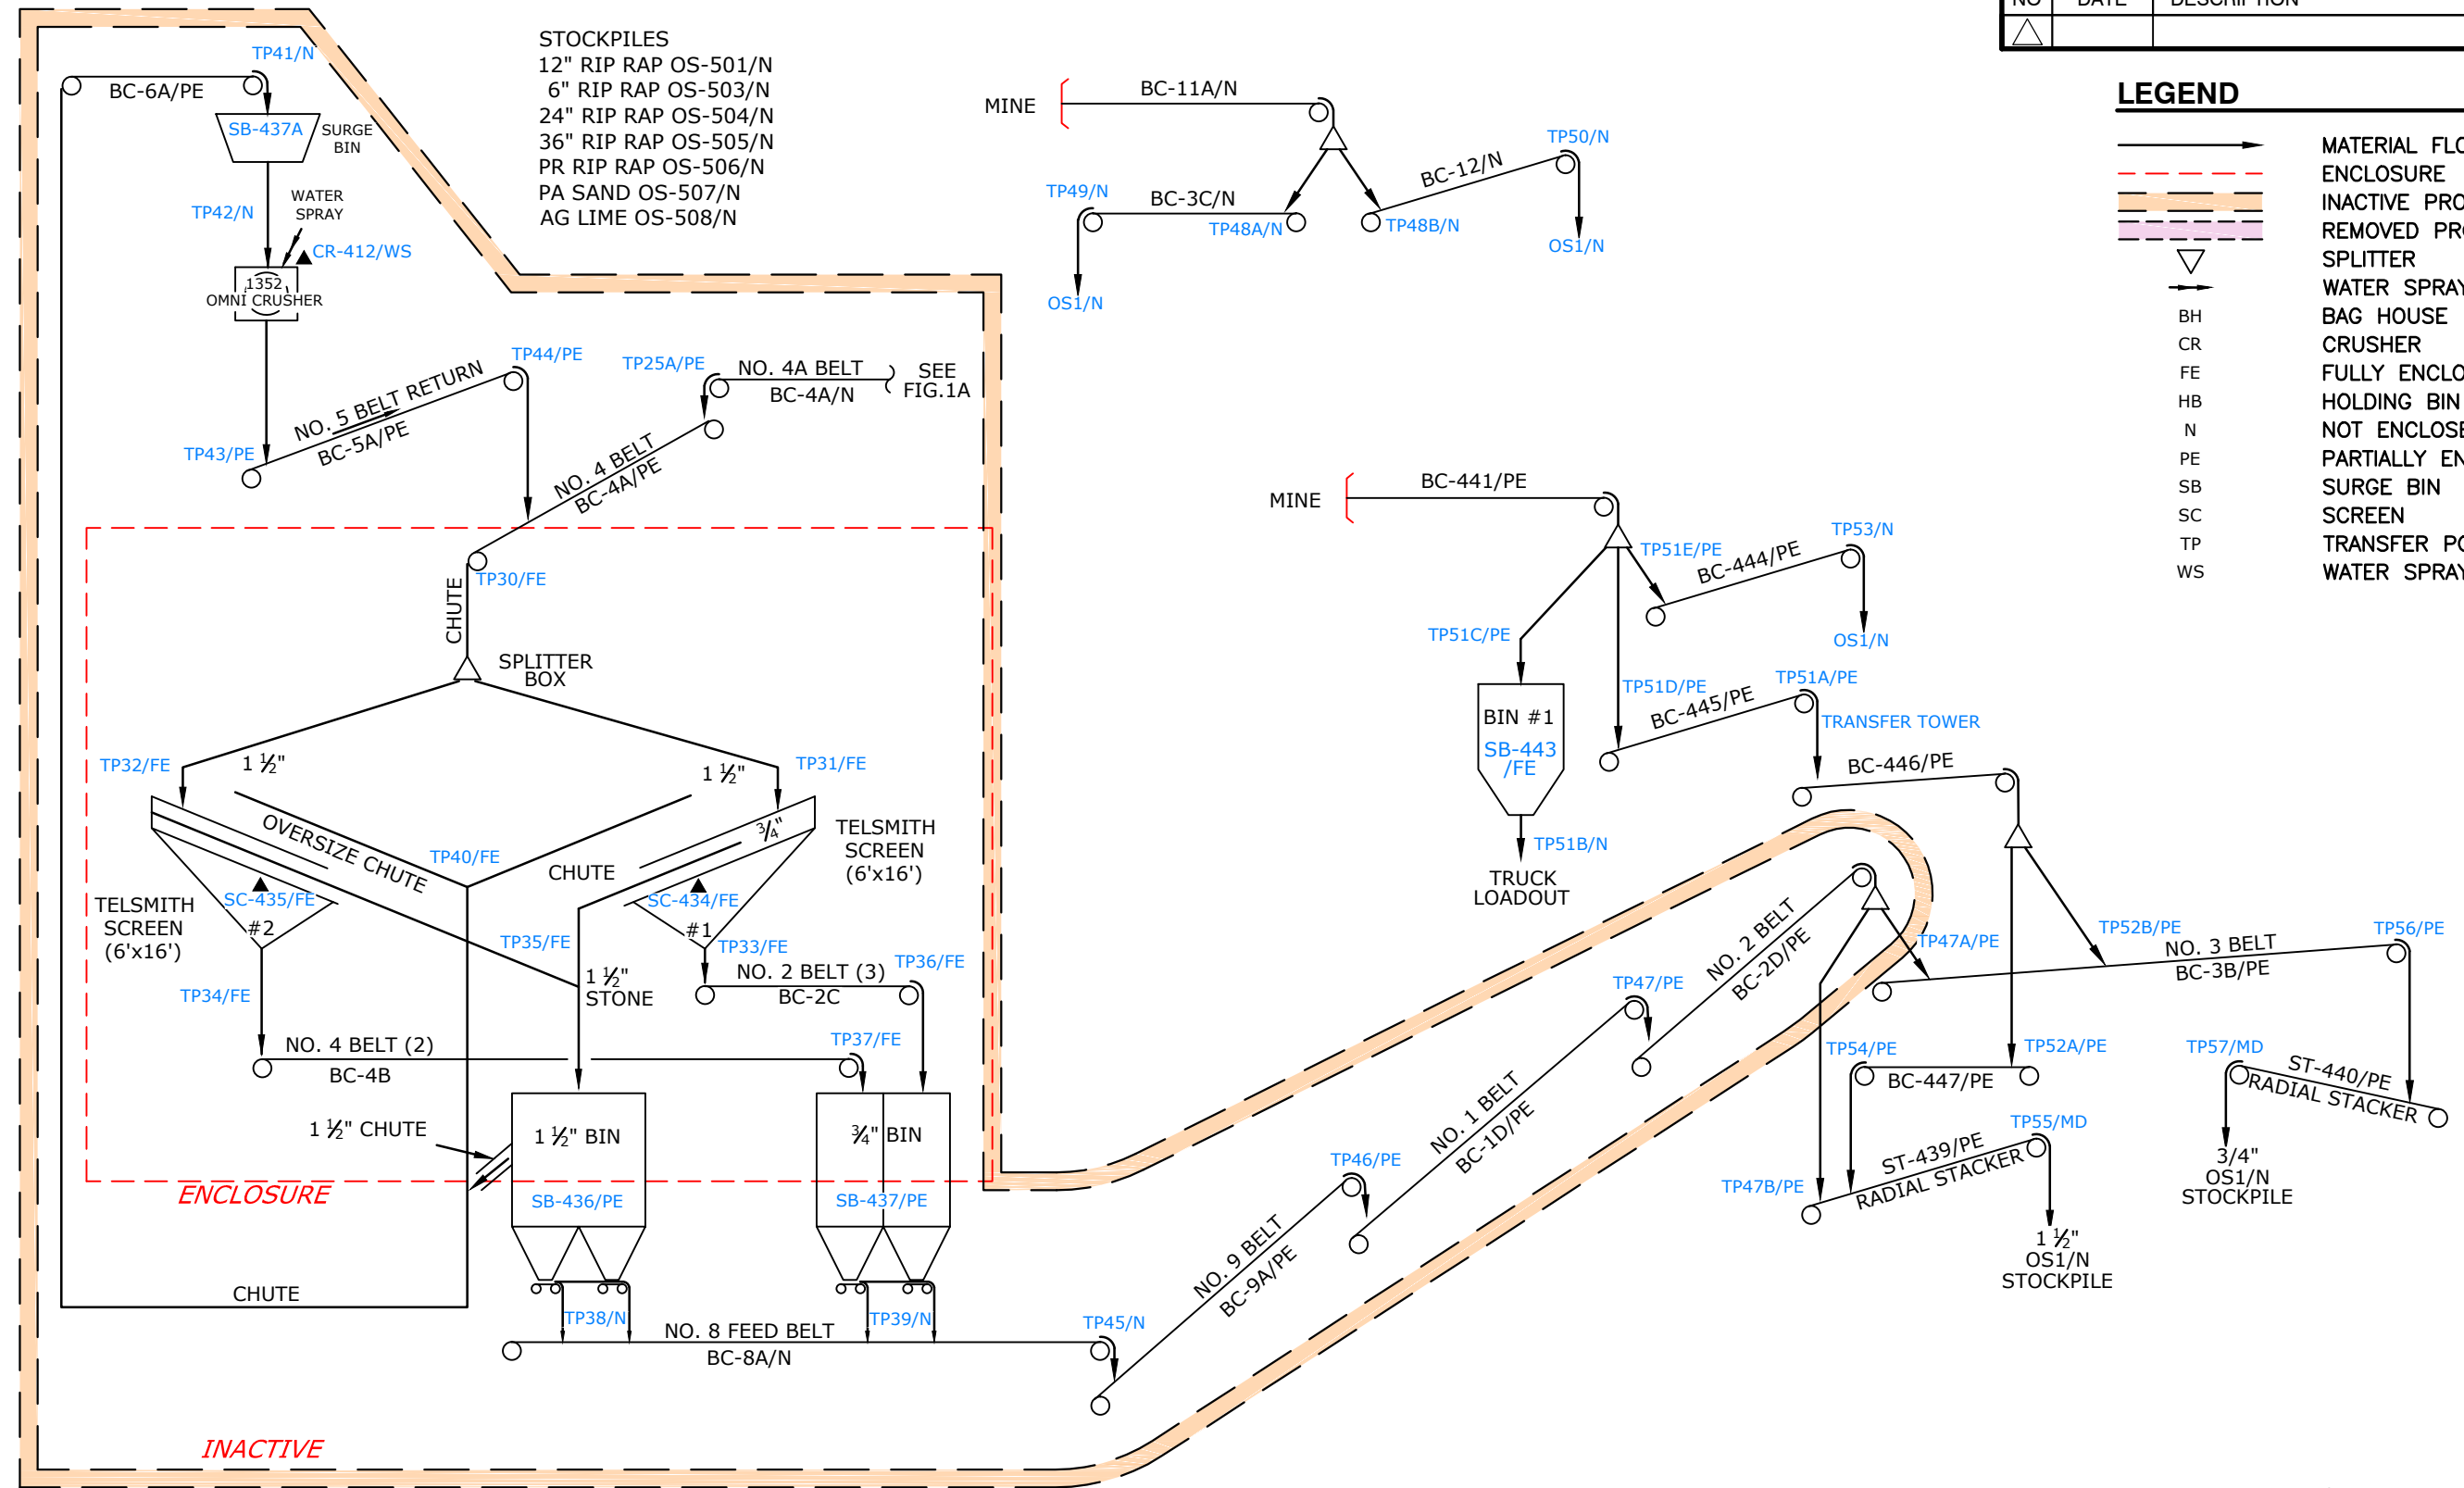 NO DATE DESCRIPTION
LEGEND
MATERIAL FLO
ENCLOSURE
INACTIVE PRO
REMOVED PR
SPLITTER
WATER SPRAY
BH BAG HOUSE
CR CRUSHER
FE FULLY ENCLO
HB HOLDING BIN
N NOT ENCLOSE
PE PARTIALLY EN
SB SURGE BIN
SC SCREEN
TP TRANSFER PO
WS WATER SPRAY
STOCKPILES
12" RIP RAP OS-501/N
6" RIP RAP OS-503/N
24" RIP RAP OS-504/N
36" RIP RAP OS-505/N
PR RIP RAP OS-506/N
PA SAND OS-507/N
AG LIME OS-508/N
TP41/N
BC-6A/PE
SB-437A
SURGE
BIN
TP42/N
WATER
SPRAY
CR-412/WS
1352
OMNI CRUSHER
TP44/PE
NO. 5 BELT RETURN
BC-5A/PE
TP43/PE
TP25A/PE
NO. 4A BELT
BC-4A/N
SEE
FIG.1A
NO. 4 BELT
BC-4A/PE
TP30/FE
CHUTE
SPLITTER
BOX
TP32/FE
1 ½"
1 ½"
TP31/FE
OVERSIZE CHUTE
TP40/FE
CHUTE
¾"
TELSMITH
SCREEN
(6'x16')
TELSMITH
SCREEN
(6'x16')
SC-435/FE
#2
SC-434/FE
#1
TP35/FE
TP33/FE
TP34/FE
1 ½"
STONE
NO. 2 BELT (3)
BC-2C
TP36/FE
NO. 4 BELT (2)
BC-4B
TP37/FE
1 ½" CHUTE
1 ½" BIN
¾" BIN
SB-436/PE
SB-437/PE
ENCLOSURE
CHUTE
TP38/N
TP39/N
NO. 8 FEED BELT
BC-8A/N
TP45/N
INACTIVE
MINE
BC-11A/N
TP50/N
BC-12/N
TP49/N
BC-3C/N
TP48A/N
TP48B/N
OS1/N
OS1/N
MINE
BC-441/PE
TP51E/PE
BC-444/PE
TP53/N
OS1/N
TP51C/PE
BIN #1
SB-443
/FE
TP51B/N
TRUCK
LOADOUT
TP51D/PE
BC-445/PE
TP51A/PE
TRANSFER TOWER
BC-446/PE
NO. 2 BELT
BC-2D/PE
TP47/PE
TP47A/PE
TP52B/PE
NO. 3 BELT
BC-3B/PE
TP56/PE
NO. 1 BELT
BC-1D/PE
TP46/PE
NO. 9 BELT
BC-9A/PE
TP54/PE
TP52A/PE
BC-447/PE
TP57/MD
ST-440/PE
RADIAL STACKER
TP55/MD
ST-439/PE
RADIAL STACKER
TP47B/PE
3/4"
OS1/N
STOCKPILE
1 ½"
OS1/N
STOCKPILE